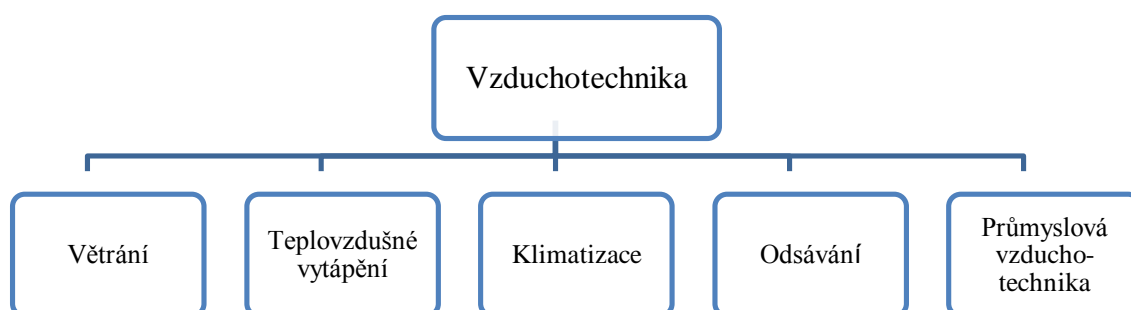 Vzduchotechnika
Větrání
Teplovzdušné
vytápění
Klimatizace
Odsávání
Průmyslová
vzducho-
technika